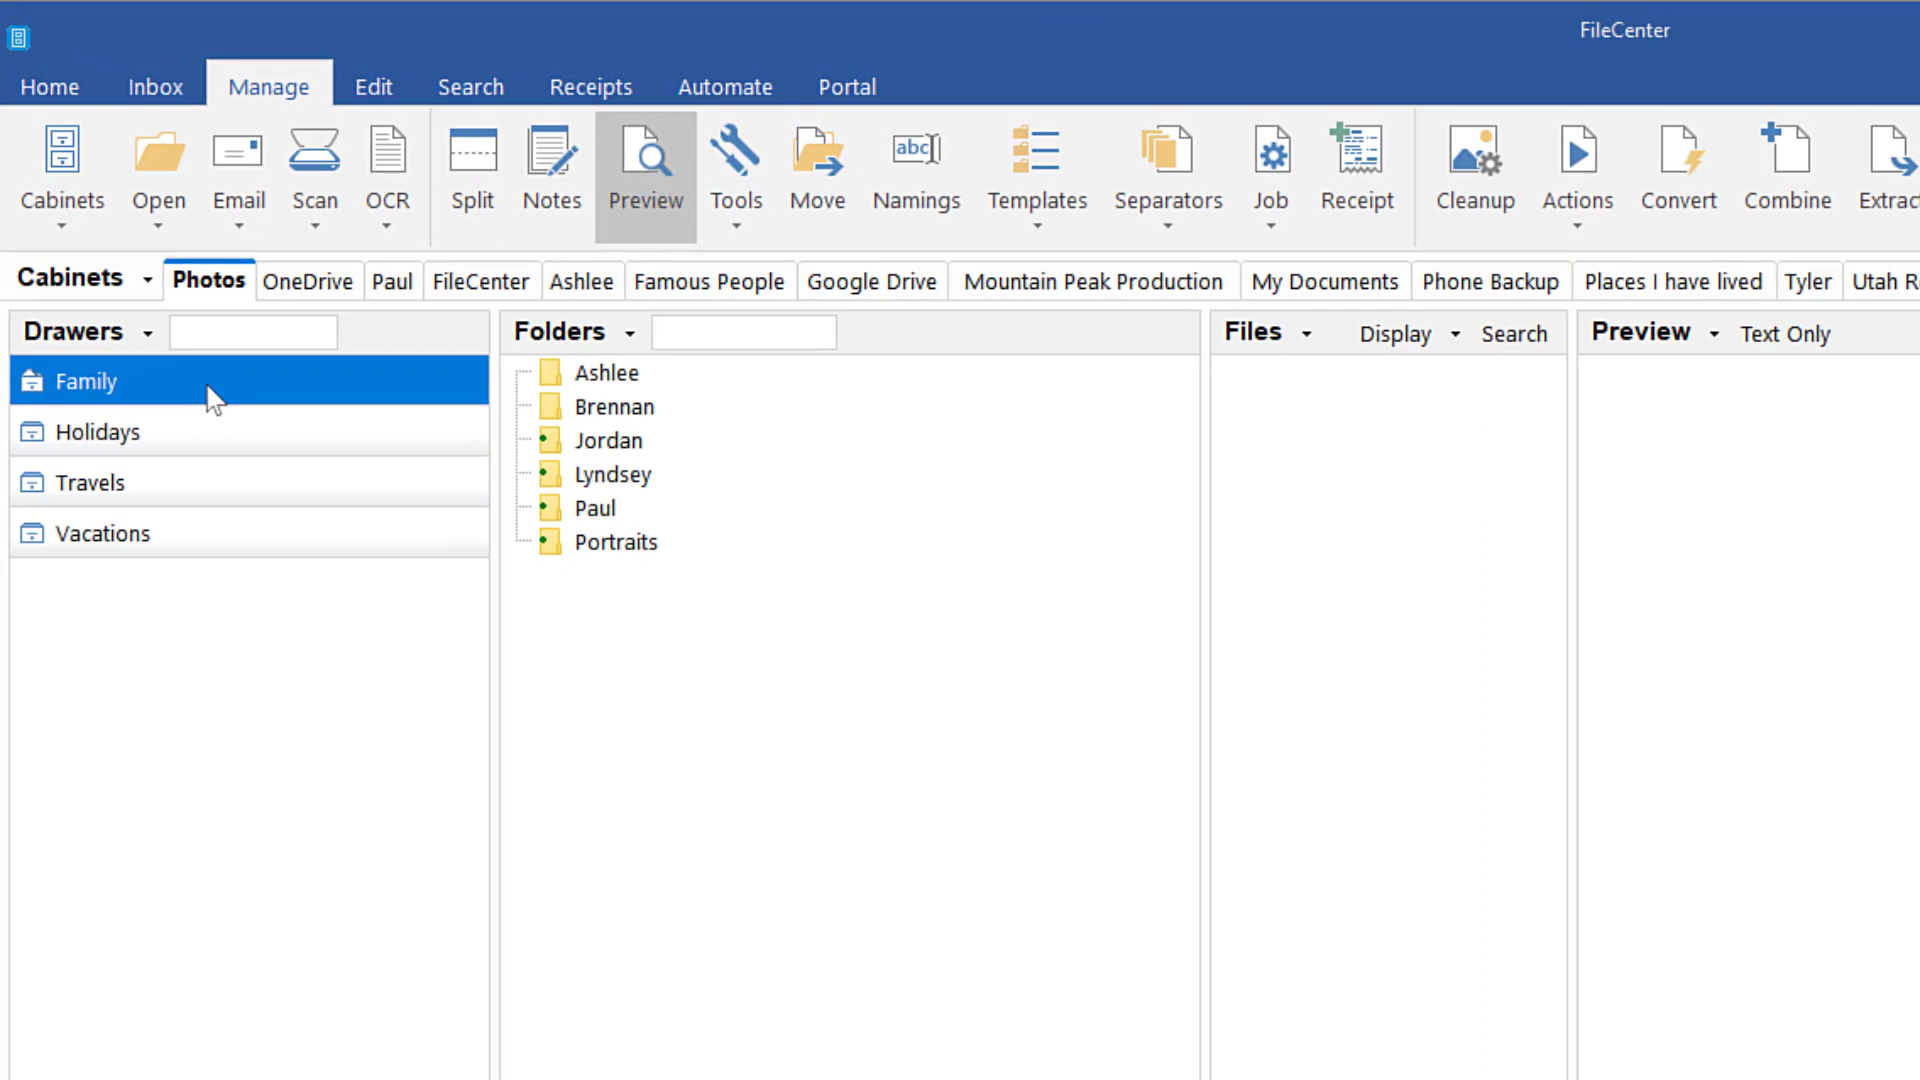 FileCenter
Home Inbox Manage Edit Search Receipts Automate Portal
abc
Cabinets Open Email Scan OCR Split Notes Preview Tools Move Namings Templates Separators Job Receipt Cleanup Actions Convert Combine Extract
Cabinets Photos OneDrive Paul FileCenter Ashlee Famous People Google Drive Mountain Peak Production My Documents Phone Backup Places I have lived Tyler Utah R
Drawers Folders Files Display Search Preview Text Only
Family
Holidays
Travels
Vacations
Ashlee
Brennan
Jordan
Lyndsey
Paul
Portraits